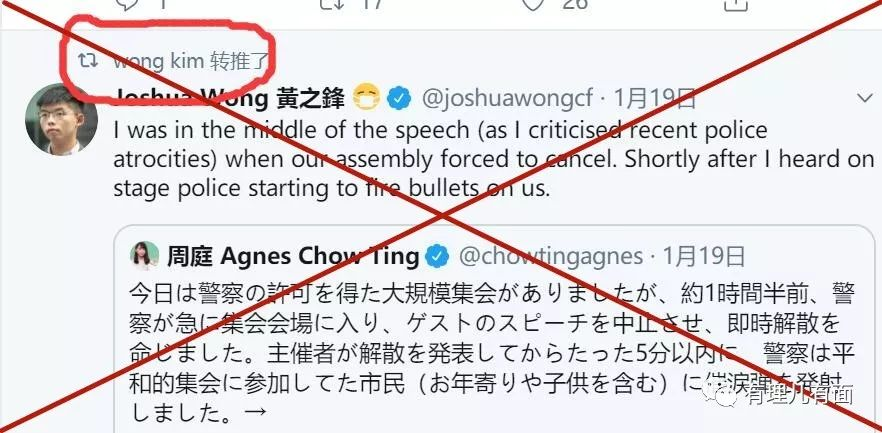 1 17 26
wong kim 转推了
Joshua Wong 黃之鋒 😷 @joshuawongcf · 1月19日
I was in the middle of the speech (as I criticised recent police
atrocities) when our assembly forced to cancel. Shortly after I heard on
stage police starting to fire bullets on us.
周庭 Agnes Chow Ting @chowtingagnes · 1月19日
今日は警察の許可を得た大規模集会がありましたが、約1時間半前、警
察が急に集会会場に入り、ゲストのスピーチを中止させ、即時解散を
命じました。主催者が解散を発表してからたった5分以内に、警察は平
和的集会に参加してた市民（お年寄りや子供を含む）に催涙弾を発射
しました。→
有理儿有面